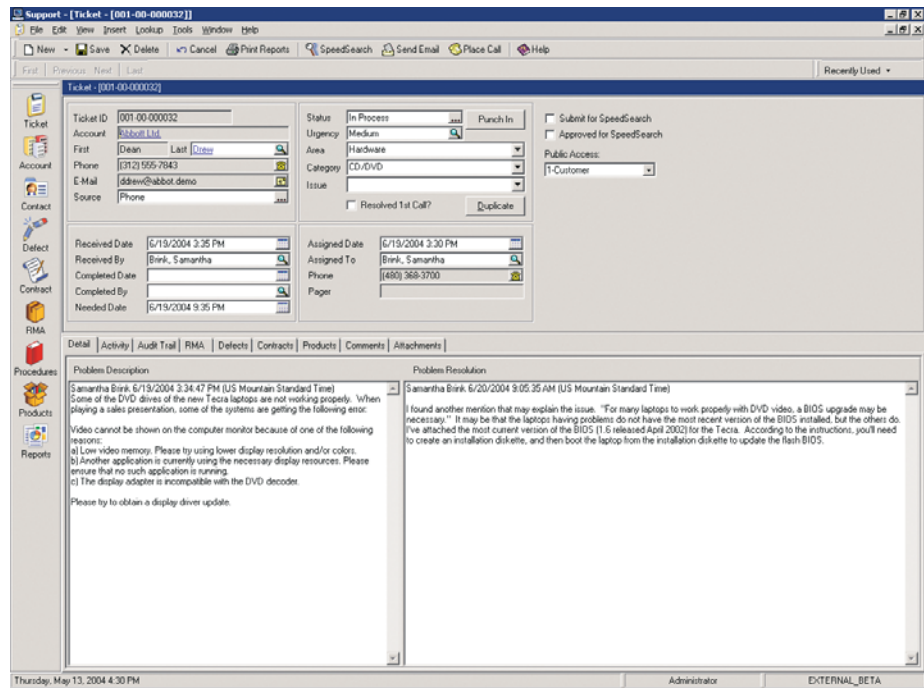 Support - [Ticket - [001-00-000032]]
File Edit View Insert Lookup Tools Window Help
New Save Delete Cancel Print Reports SpeedSearch Send Email Place Call Help
First Previous Next Last Recently Used
Ticket - [001-00-000032]
Ticket
Account
Contact
Defect
Contract
RMA
Procedures
Products
Reports
Ticket ID 001-00-000032
Account Abbott Ltd.
First Dean Last Drew
Phone (312) 555-7843
E-Mail ddrew@abbot.demo
Source Phone
Status In Process ... Punch In
Urgency Medium
Area Hardware
Category CD/DVD
Issue
Resolved 1st Call? Duplicate
Submit for SpeedSearch
Approved for SpeedSearch
Public Access:
1-Customer
Received Date 6/19/2004 3:35 PM
Received By Brink, Samantha
Completed Date
Completed By
Needed Date 6/19/2004 9:35 PM
Assigned Date 6/19/2004 3:30 PM
Assigned To Brink, Samantha
Phone (480) 368-3700
Pager
Detail Activity Audit Trail RMA Defects Contracts Products Comments Attachments
Problem Description
Samantha Brink 6/19/2004 3:34:47 PM (US Mountain Standard Time)
Some of the DVD drives of the new Tecra laptops are not working properly. When
playing a sales presentation, some of the systems are getting the following error:
Video cannot be shown on the computer monitor because of one of the following
reasons:
a) Low video memory. Please try using lower display resolution and/or colors.
b) Another application is currently using the necessary display resources. Please
ensure that no such application is running.
c) The display adapter is incompatible with the DVD decoder.
Please try to obtain a display driver update.
Problem Resolution
Samantha Brink 6/20/2004 9:05:35 AM (US Mountain Standard Time)
I found another mention that may explain the issue. "For many laptops to work properly with DVD video, a BIOS upgrade may be
necessary." It may be that the laptops having problems do not have the most recent version of the BIOS installed, but the others do.
I've attached the most current version of the BIOS (1.6 released April 2002) for the Tecra. According to the instructions, you'll need
to create an installation diskette, and then boot the laptop from the installation diskette to update the flash BIOS.
Thursday, May 13, 2004 4:30 PM Administrator EXTERNAL_BETA